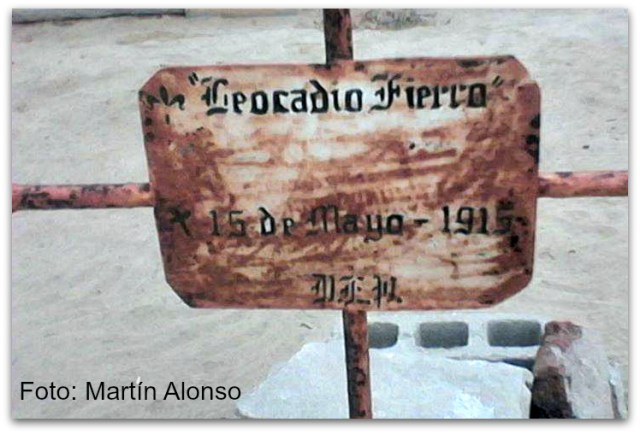 "Leocadio Fierro"
✝ 15 de Mayo - 1915
D.E.P.
Foto: Martín Alonso